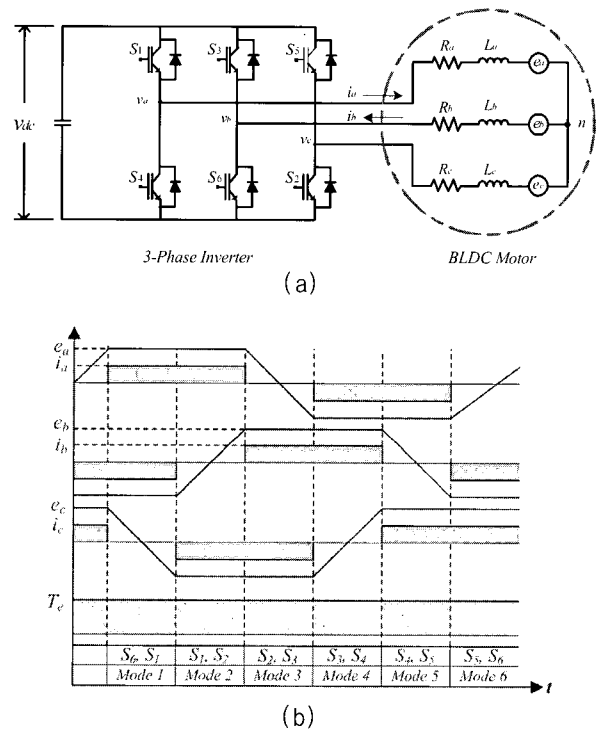 S1 S3 S5
Ra La ea
ia
va
Vdc
vb
ib
Rb Lb eb n
vc
S4 S6 S2
Rc Lc ec
3-Phase Inverter BLDC Motor
(a)
ea
ia
eb
ib
ec
ic
Te
S6, S1 S1, S2 S2, S3 S3, S4 S4, S5 S5, S6
Mode 1 Mode 2 Mode 3 Mode 4 Mode 5 Mode 6 t
(b)